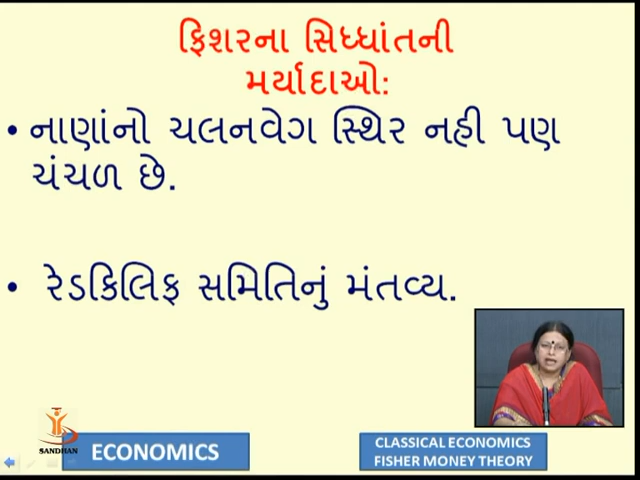 ફિશરના સિધ્ધાંતની
મર્યાદાઓ:
• નાણાંનો ચલનવેગ સ્થિર નહી પણ
ચંચળ છે.
• રેડકિલિફ સમિતિનું મંતવ્ય.
SANDHAN
ECONOMICS
CLASSICAL ECONOMICS
FISHER MONEY THEORY